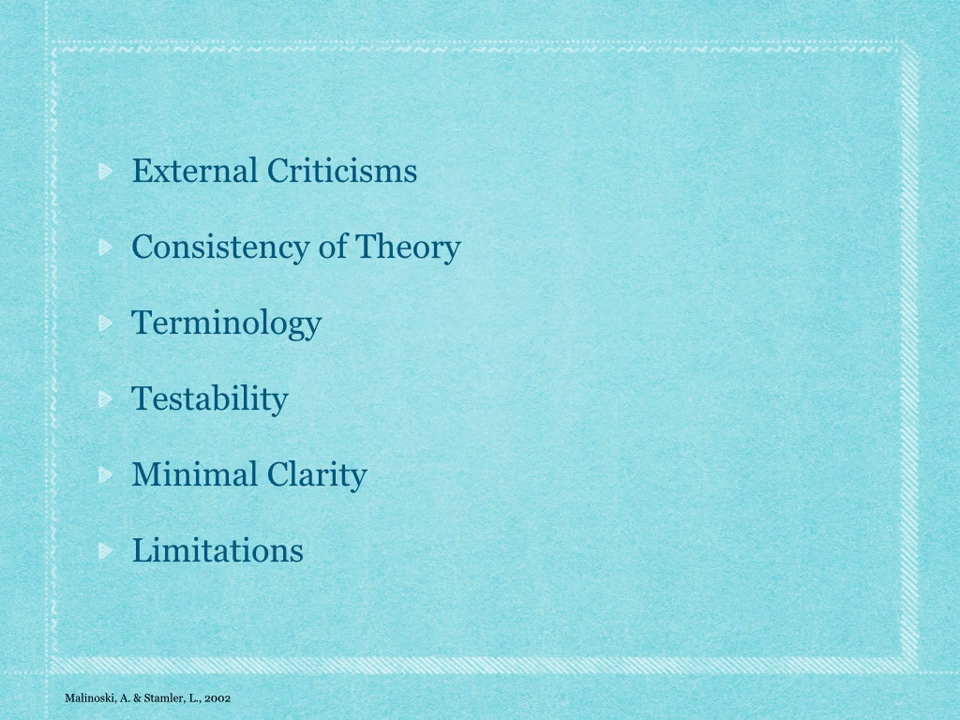 External Criticisms
Consistency of Theory
Terminology
Testability
Minimal Clarity
Limitations
Malinoski, A. & Stamler, L., 2002